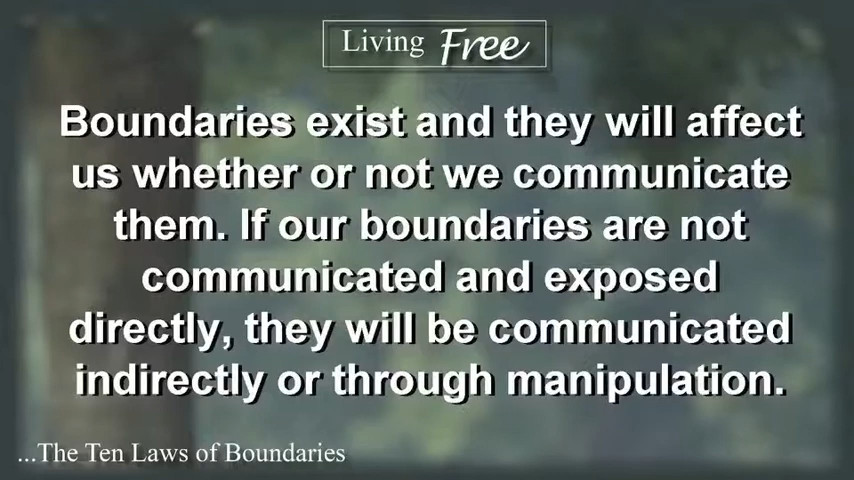 Living Free
Boundaries exist and they will affect
us whether or not we communicate
them. If our boundaries are not
communicated and exposed
directly, they will be communicated
indirectly or through manipulation.
...The Ten Laws of Boundaries